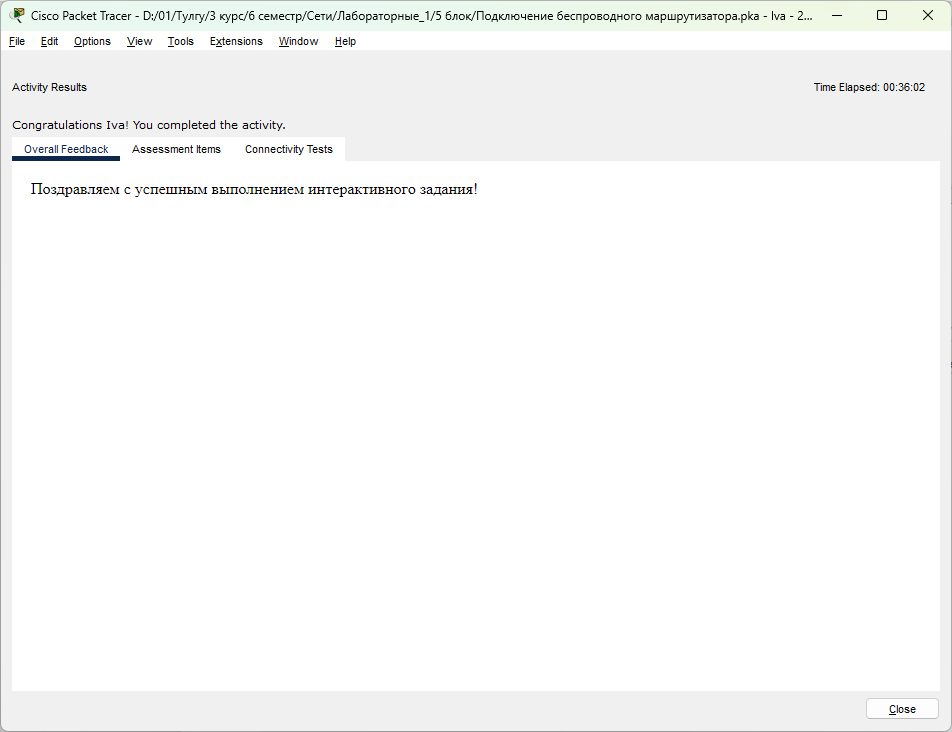 Cisco Packet Tracer - D:/01/Тулгу/3 курс/6 семестр/Сети/Лабораторные_1/5 блок/Подключение беспроводного маршрутизатора.pka - Iva - 2...
File Edit Options View Tools Extensions Window Help
Activity Results Time Elapsed: 00:36:02
Congratulations Iva! You completed the activity.
Overall Feedback Assessment Items Connectivity Tests
Поздравляем с успешным выполнением интерактивного задания!
Close